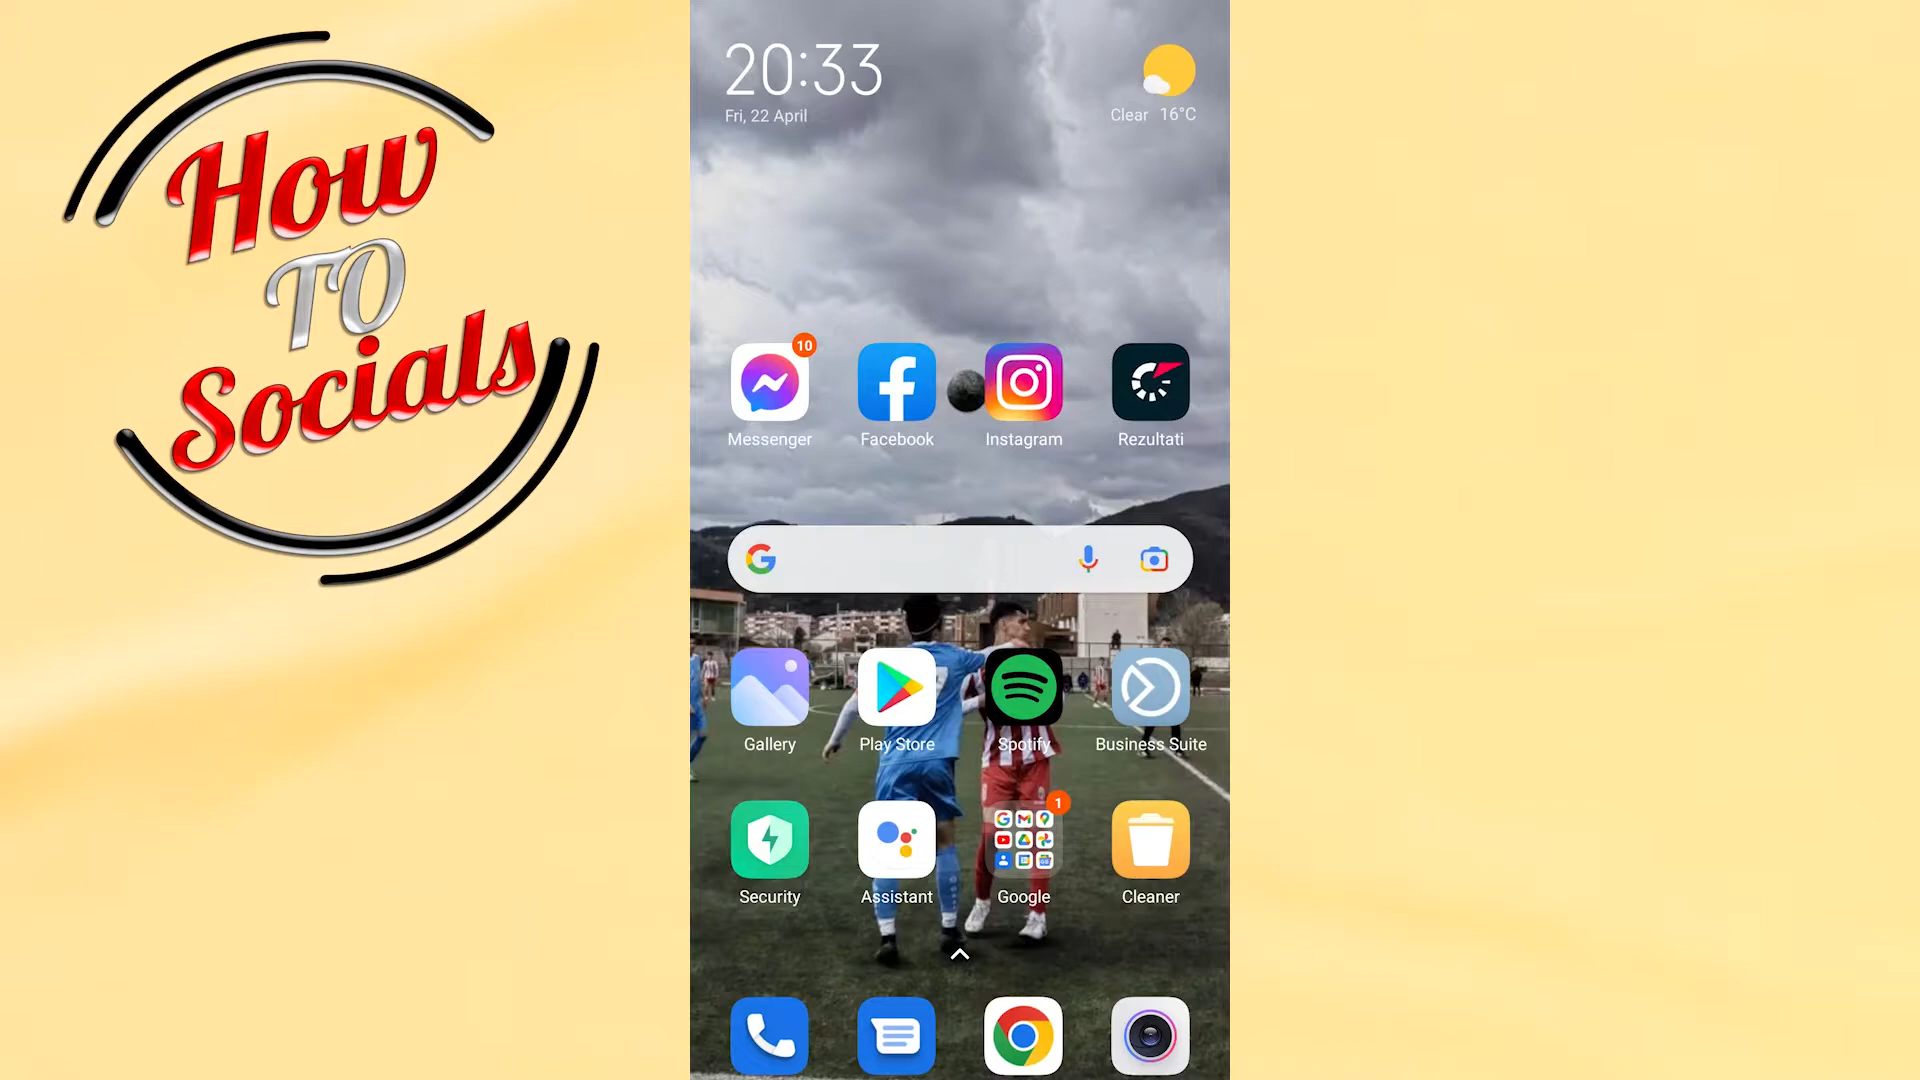 How
TO
Socials
20:33
Fri, 22 April
Clear 16°C
10
Messenger
Facebook
Instagram
Rezultati
Gallery
Play Store
Spotify
Business Suite
1
Security
Assistant
Google
Cleaner